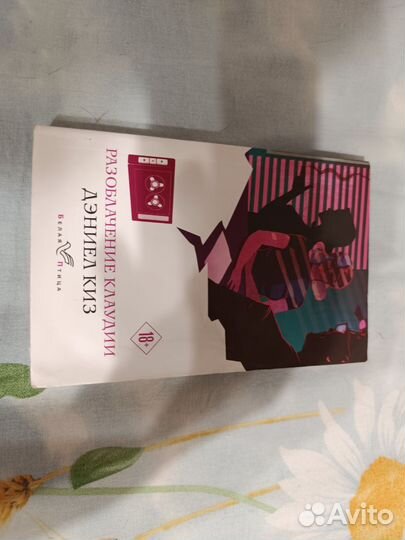 РАЗОБЛАЧЕНИЕ КЛАУДИИ
ДЭНИЕЛ КИЗ
БЕЛАЯ ПТИЦА
18+
Avito